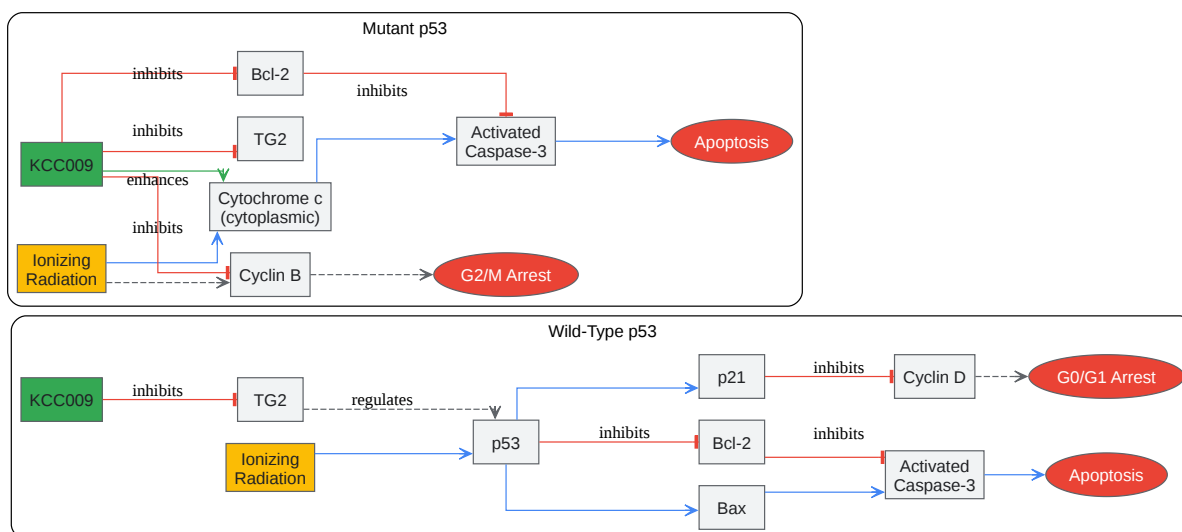 Mutant p53
inhibits
Bcl-2
inhibits
inhibits
TG2
KCC009
Activated
Caspase-3
Apoptosis
enhances
Cytochrome c
(cytoplasmic)
inhibits
Ionizing
Radiation
Cyclin B
G2/M Arrest
Wild-Type p53
KCC009
inhibits
TG2
regulates
p21
inhibits
Cyclin D
G0/G1 Arrest
Ionizing
Radiation
p53
inhibits
Bcl-2
inhibits
Bax
Activated
Caspase-3
Apoptosis